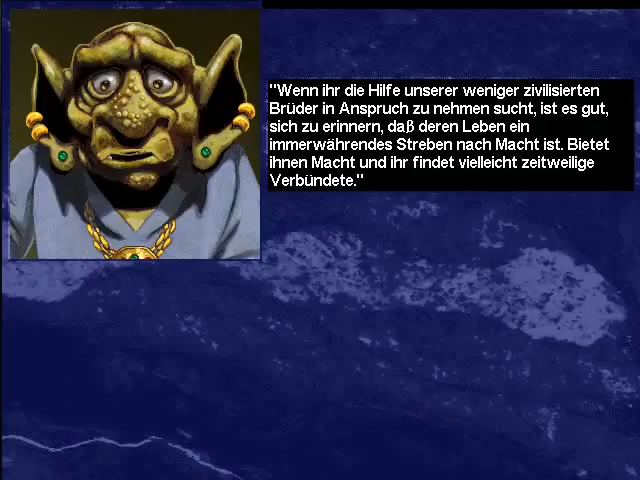 "Wenn ihr die Hilfe unserer weniger zivilisierten
Brüder in Anspruch zu nehmen sucht, ist es gut,
sich zu erinnern, daß deren Leben ein
immerwährendes Streben nach Macht ist. Bietet
ihnen Macht und ihr findet vielleicht zeitweilige
Verbündete."